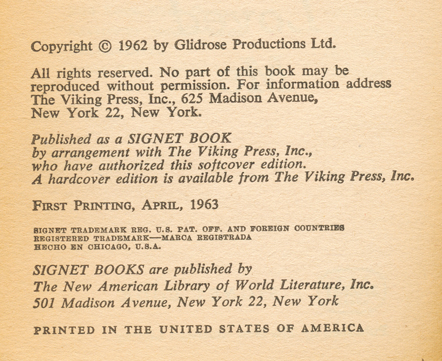 Copyright © 1962 by Glidrose Productions Ltd.
All rights reserved. No part of this book may be
reproduced without permission. For information address
The Viking Press, Inc., 625 Madison Avenue,
New York 22, New York.
Published as a SIGNET BOOK
by arrangement with The Viking Press, Inc.,
who have authorized this softcover edition.
A hardcover edition is available from The Viking Press, Inc.
FIRST PRINTING, APRIL, 1963
SIGNET TRADEMARK REG. U.S. PAT. OFF. AND FOREIGN COUNTRIES
REGISTERED TRADEMARK—MARCA REGISTRADA
HECHO EN CHICAGO, U.S.A.
SIGNET BOOKS are published by
The New American Library of World Literature, Inc.
501 Madison Avenue, New York 22, New York
PRINTED IN THE UNITED STATES OF AMERICA